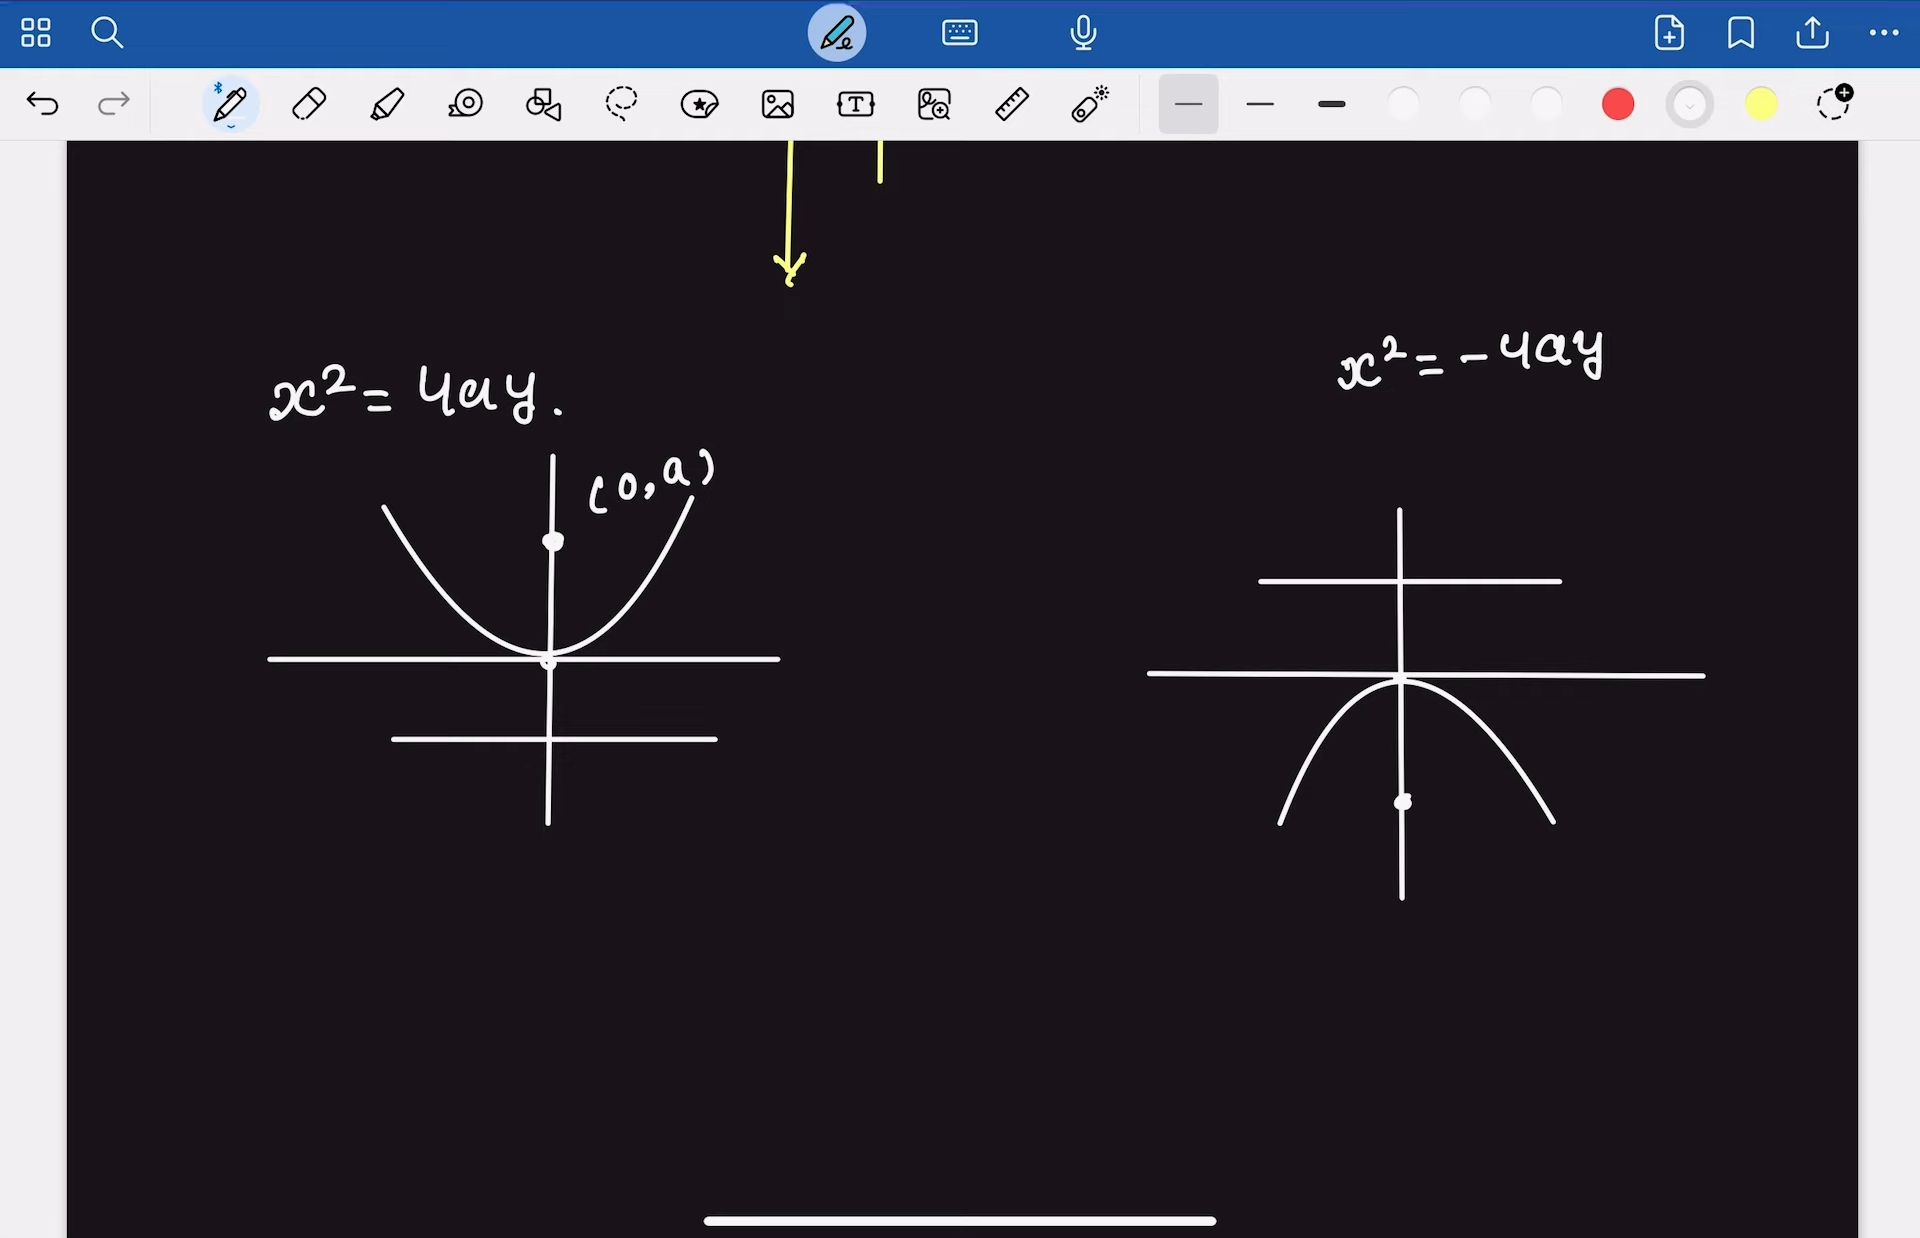 x² = 4ay.
x² = -4ay
(0, a)